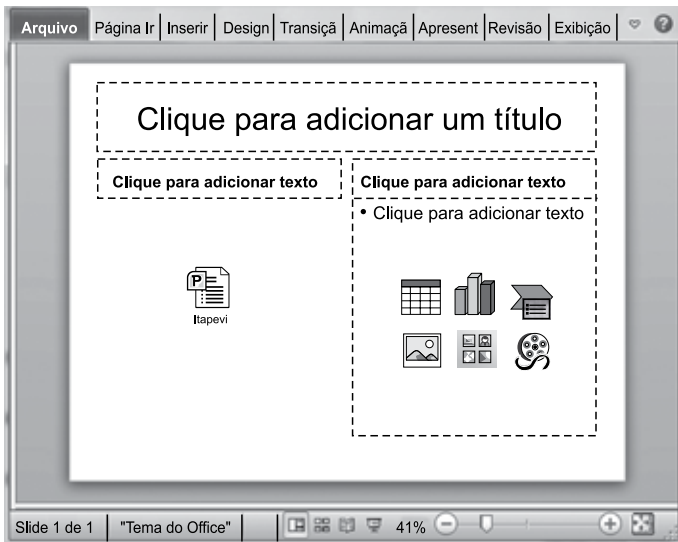 Arquivo Página Ir Inserir Design Transiçã Animaçã Apresent Revisão Exibição
Clique para adicionar um título
Clique para adicionar texto Clique para adicionar texto
• Clique para adicionar texto
P
Itapevi
Slide 1 de 1 "Tema do Office" 41%